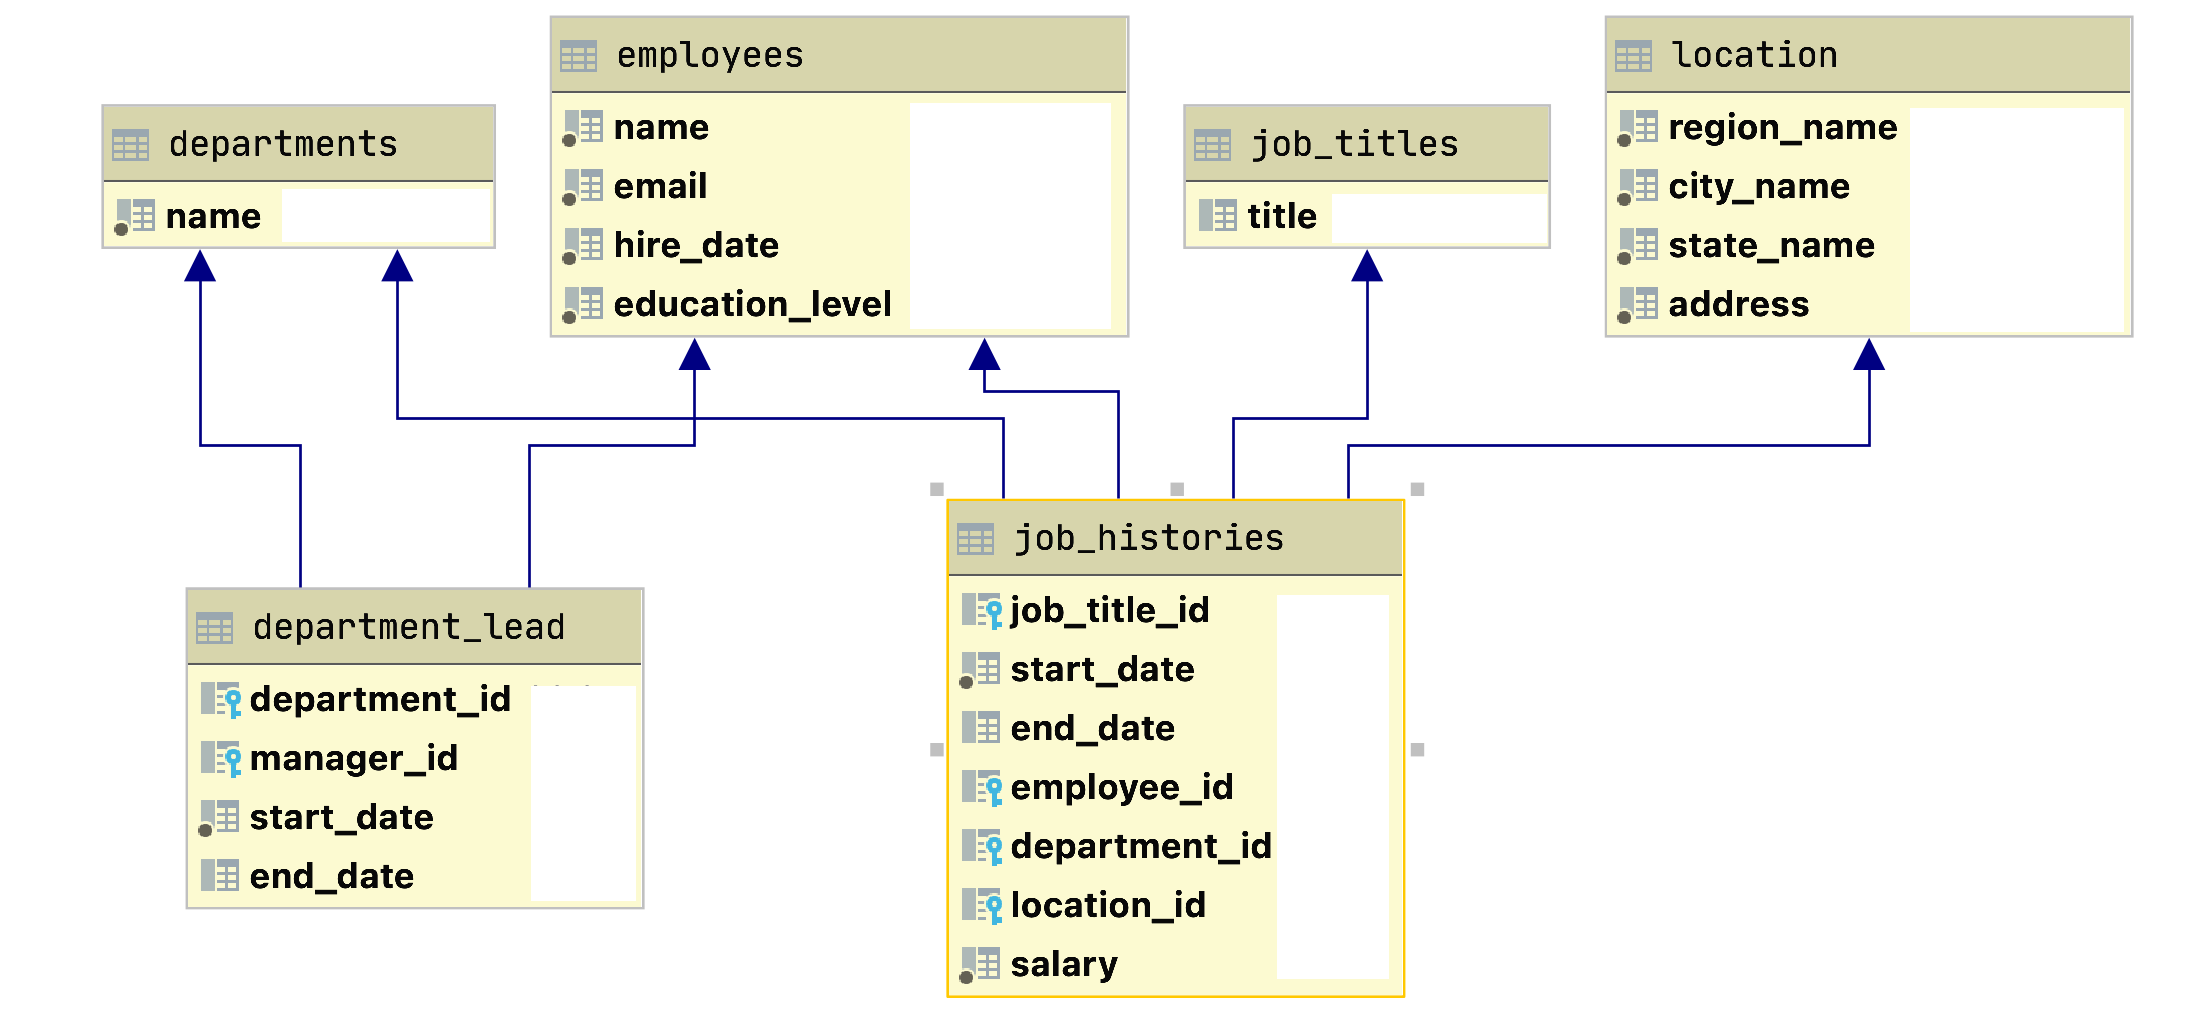 departments
name
employees
name
email
hire_date
education_level
job_titles
title
location
region_name
city_name
state_name
address
department_lead
department_id
manager_id
start_date
end_date
job_histories
job_title_id
start_date
end_date
employee_id
department_id
location_id
salary